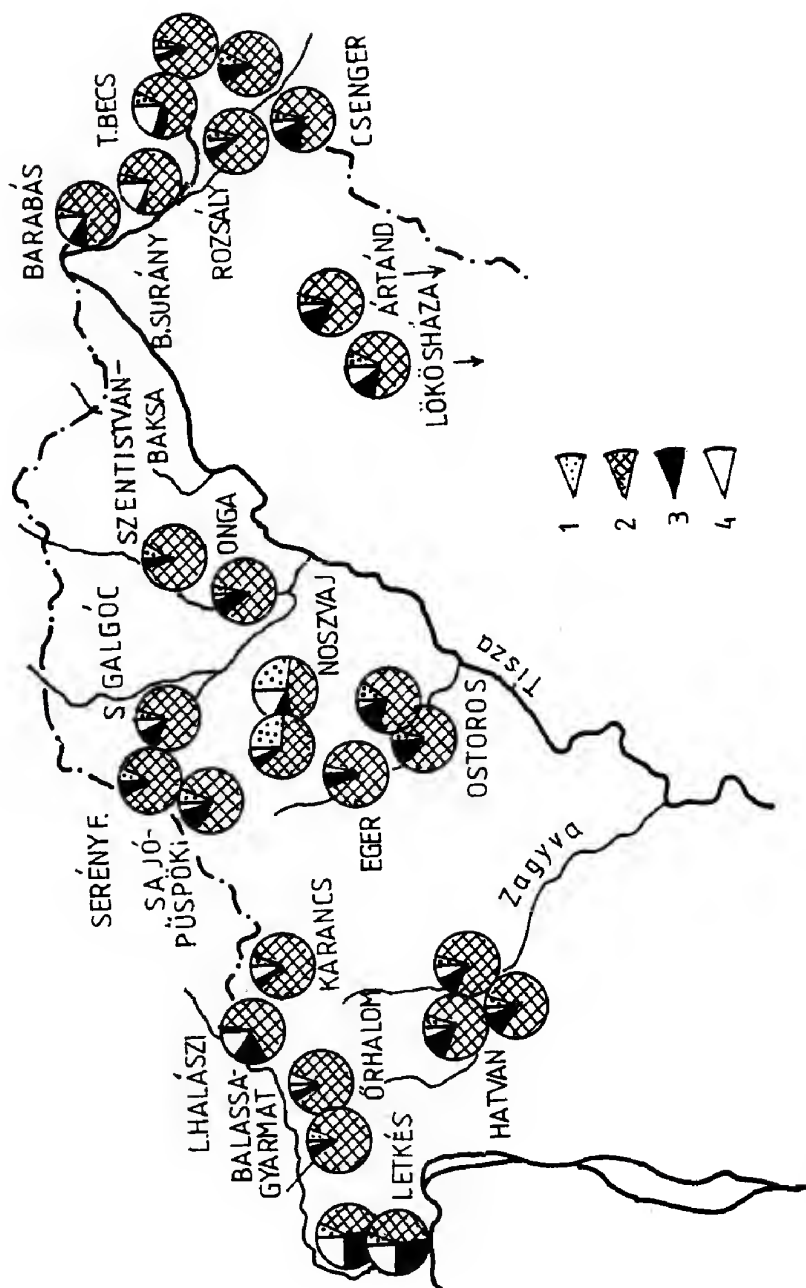 BARABÁS
T.BECS
B.SURÁNY
ROZSÁLY
CSENGER
ÁRTÁND
LÖKÖSHÁZA
SZENTISTVÁN-
BAKSA
ONGA
S.GALGÓC
NOSZVAJ
SERÉNY F.
SAJÓ-
PÜSPÖKi
EGER
OSTOROS
Tisza
Zagyva
KARANCS
L.HALÁSZI
BALASSA-
GYARMAT
ŐRHALOM
HATVAN
LETKÉS
1
2
3
4